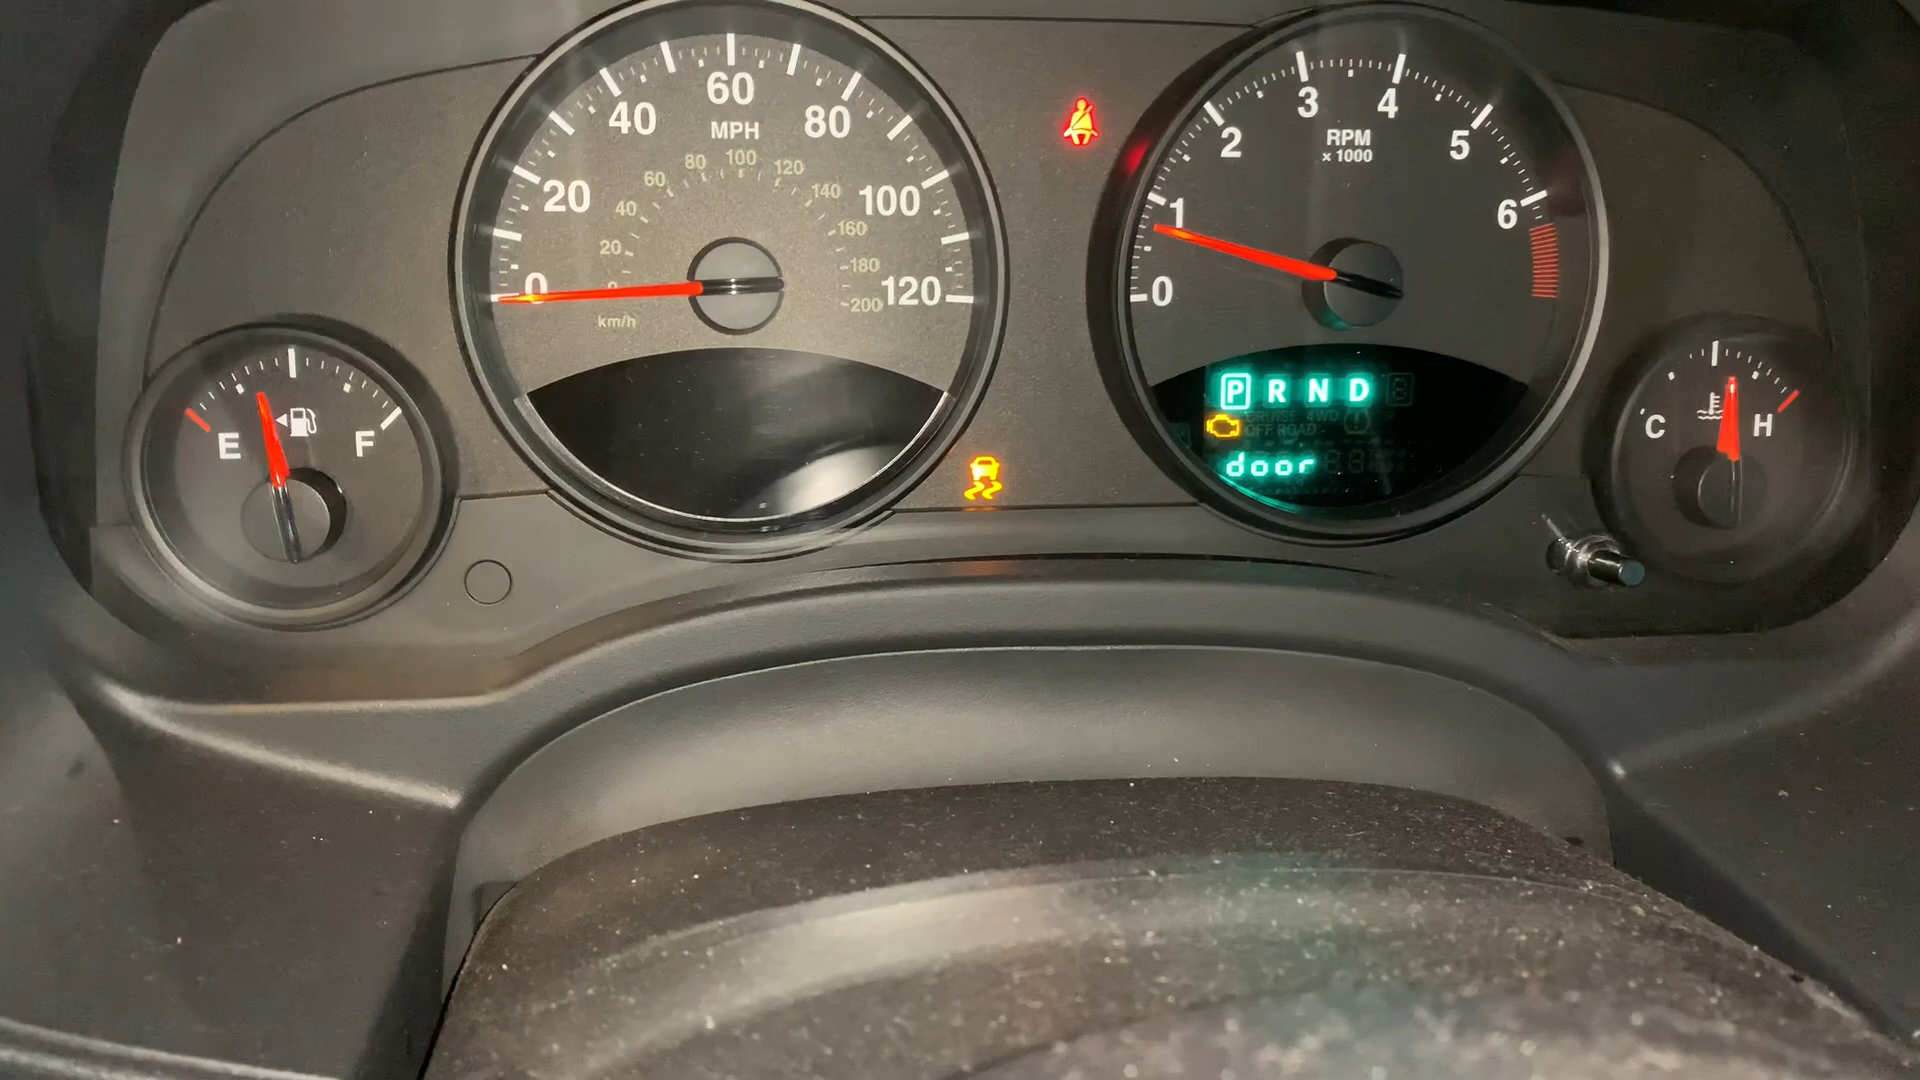 0 20 40 60 80 100 120
MPH
20 40 60 80 100 120 140 160 180 200
km/h
E F
0 1 2 3 4 5 6
RPM
x 1000
P R N D
CRUISE 4WD
OFF ROAD
door
C H